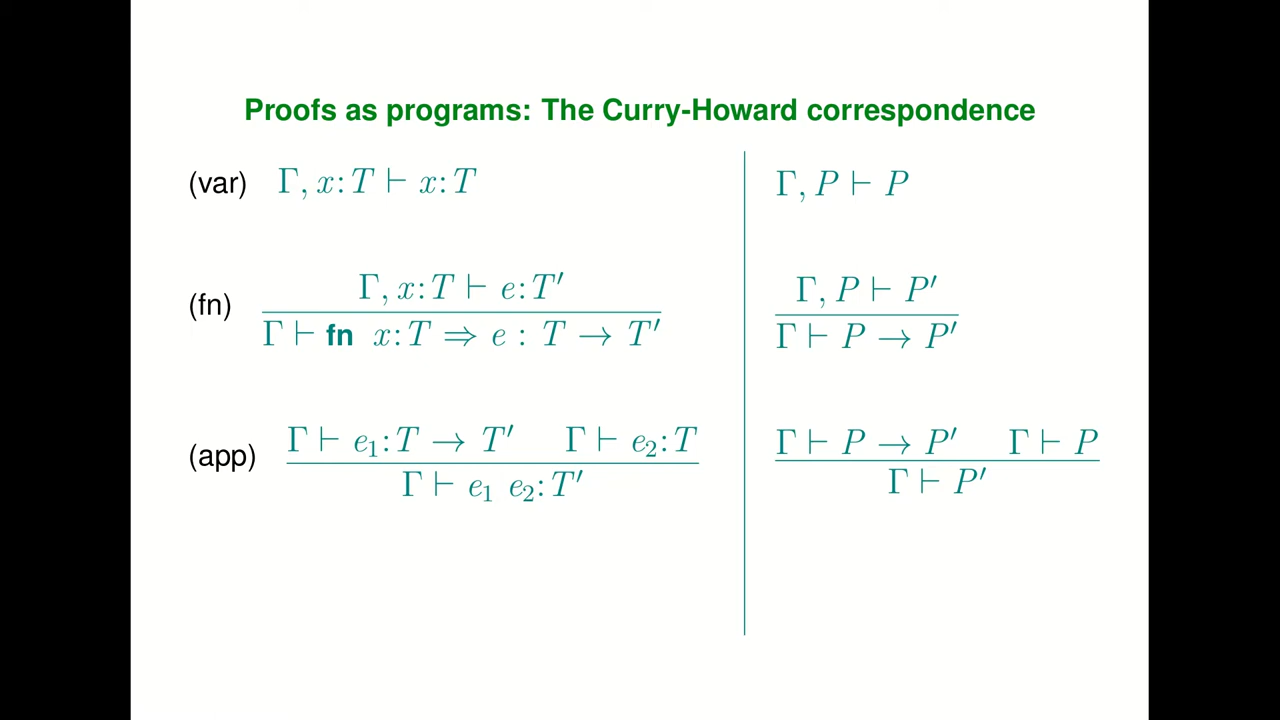 Proofs as programs: The Curry-Howard correspondence
(var) Γ, x:T ⊢ x:T
Γ, P ⊢ P
(fn)
Γ, x:T ⊢ e:T′
Γ ⊢ fn x:T ⇒ e : T → T′
Γ, P ⊢ P′
Γ ⊢ P → P′
(app)
Γ ⊢ e₁:T → T′ Γ ⊢ e₂:T
Γ ⊢ e₁ e₂:T′
Γ ⊢ P → P′ Γ ⊢ P
Γ ⊢ P′